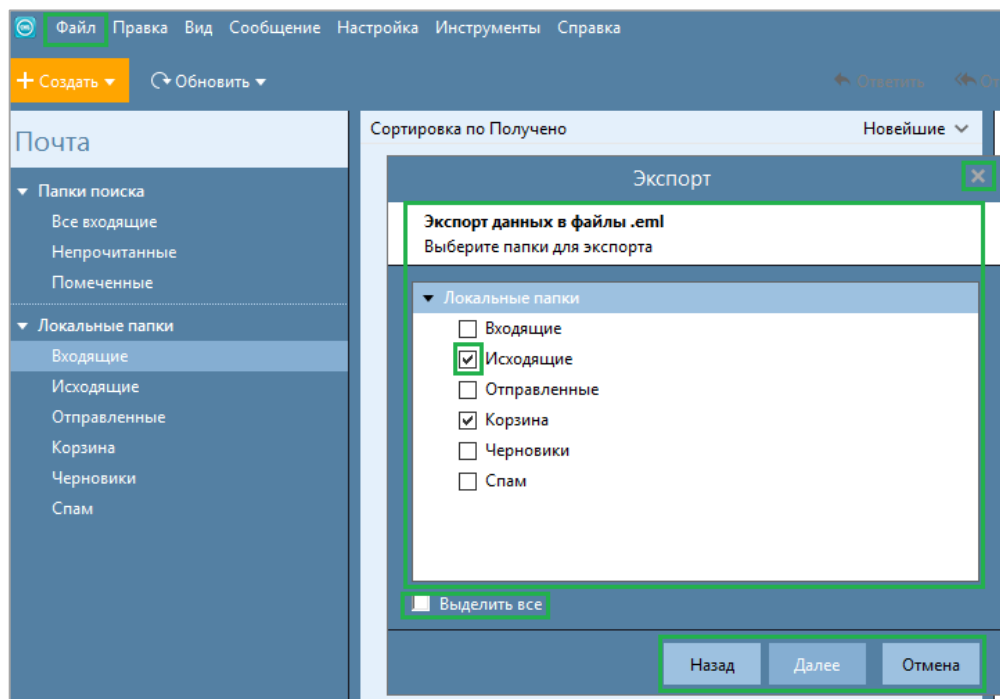 Файл Правка Вид Сообщение Настройка Инструменты Справка
+ Создать Обновить Ответить
Почта
Папки поиска
Все входящие
Непрочитанные
Помеченные
Локальные папки
Входящие
Исходящие
Отправленные
Корзина
Черновики
Спам
Сортировка по Получено Новейшие
Экспорт
Экспорт данных в файлы .eml
Выберите папки для экспорта
Локальные папки
Входящие
Исходящие
Отправленные
Корзина
Черновики
Спам
Выделить все
Назад Далее Отмена